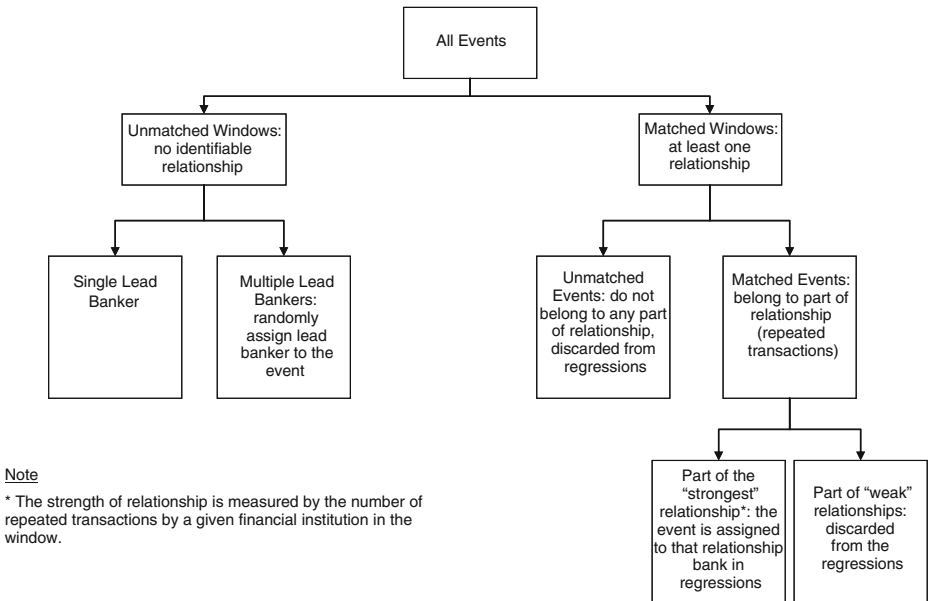 All Events
Unmatched Windows:
no identifiable
relationship
Matched Windows:
at least one
relationship
Single Lead
Banker
Multiple Lead
Bankers:
randomly
assign lead
banker to the
event
Unmatched
Events: do not
belong to any part
of relationship,
discarded from
regressions
Matched Events:
belong to part of
relationship
(repeated
transactions)
Part of the
“strongest”
relationship*: the
event is assigned
to that relationship
bank in
regressions
Part of “weak”
relationships:
discarded
from the
regressions
Note
* The strength of relationship is measured by the number of
repeated transactions by a given financial institution in the
window.